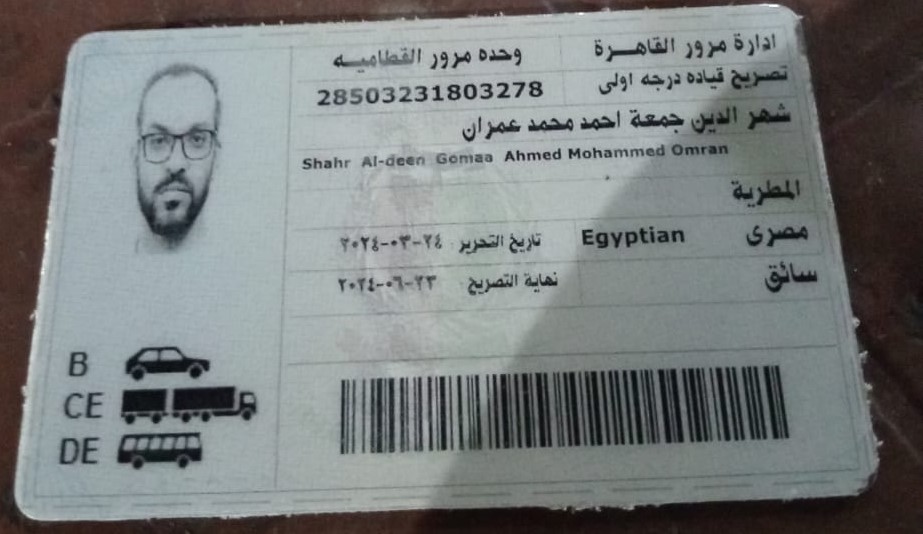 ادارة مرور القاهرة وحده مرور القطاميه
تصريح قياده درجه اولى 28503231803278
شهر الدين جمعة احمد محمد عمران
Shahr Al-deen Gomaa Ahmed Mohammed Omran
المطرية
مصرى Egyptian تاريخ التحرير ٢٠٢٤-٠٣-٢٤
سائق نهاية التصريح ٢٠٢٤-٠٦-٢٣
B
CE
DE